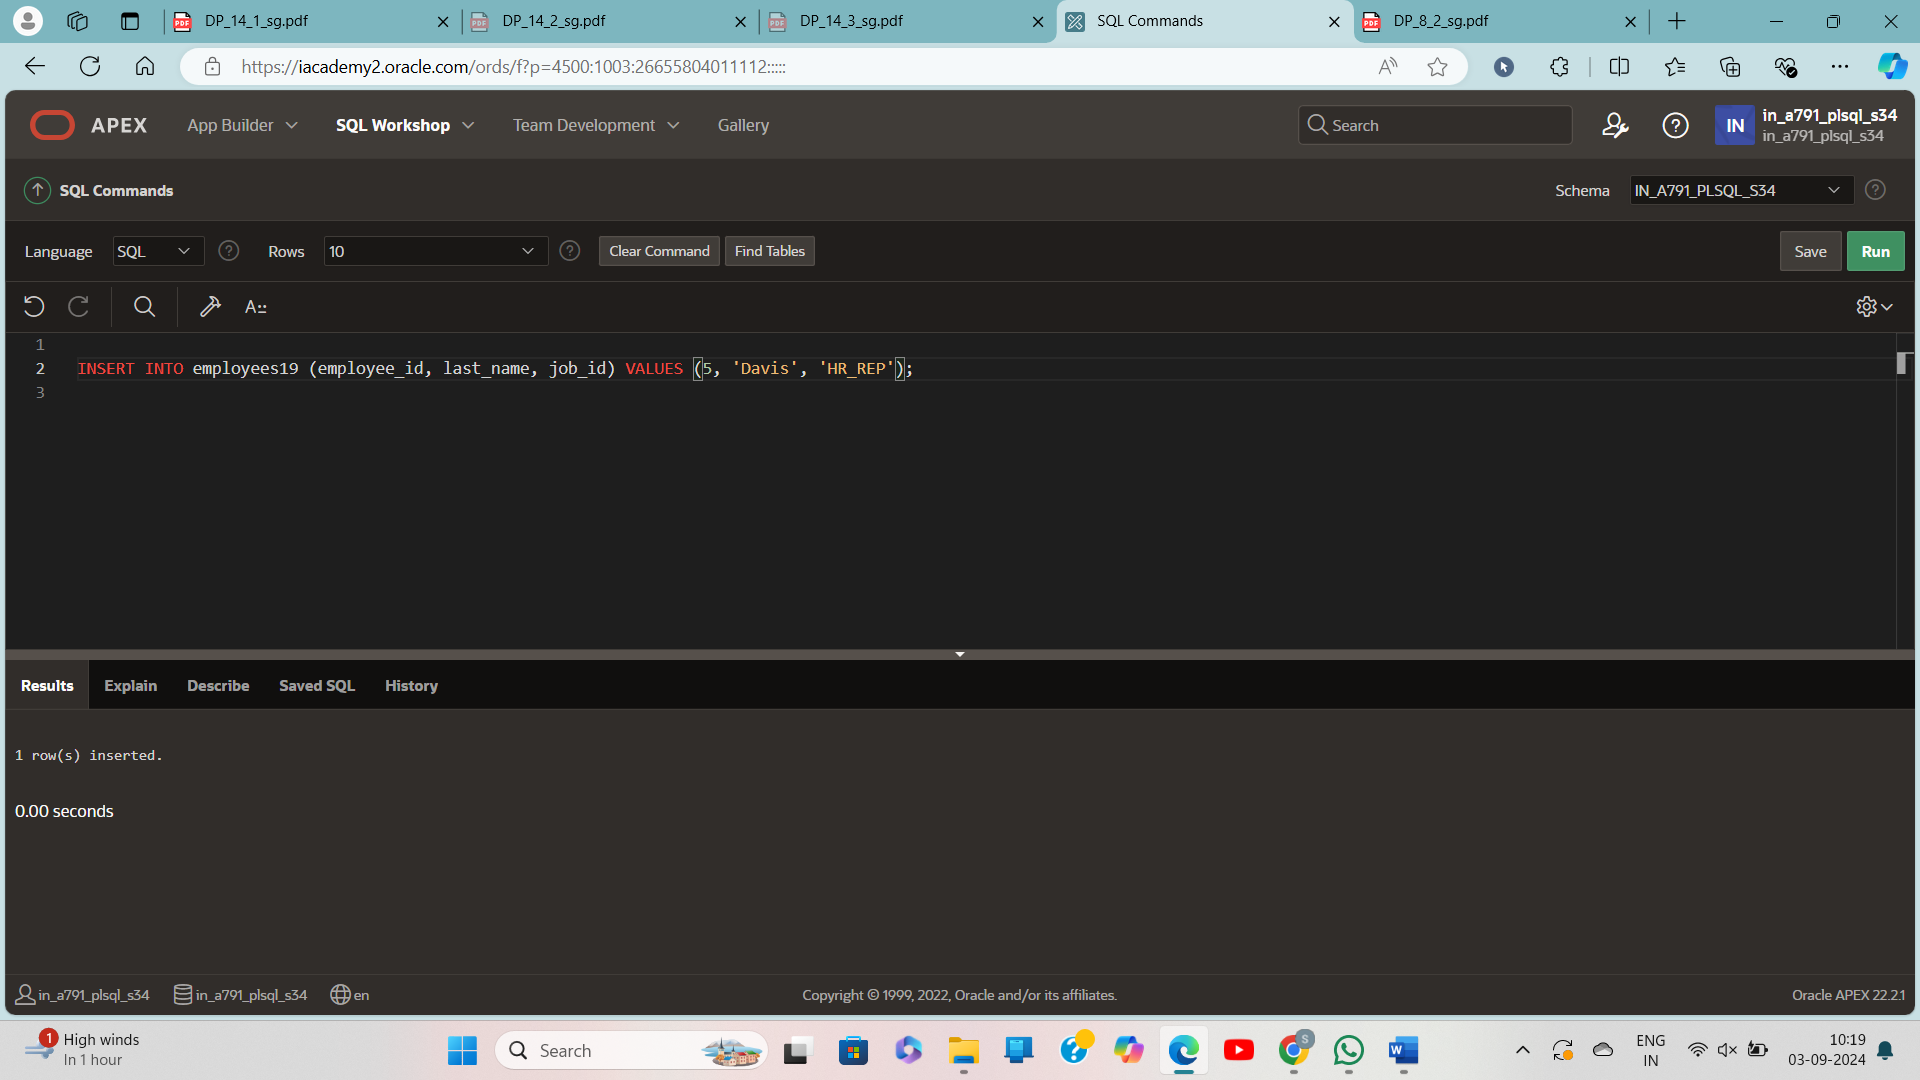 DP_14_1_sg.pdf
DP_14_2_sg.pdf
DP_14_3_sg.pdf
SQL Commands
DP_8_2_sg.pdf
https://iacademy2.oracle.com/ords/f?p=4500:1003:26655804011112:::::
APEX
App Builder
SQL Workshop
Team Development
Gallery
Search
IN
in_a791_plsql_s34
in_a791_plsql_s34
SQL Commands
Schema
IN_A791_PLSQL_S34
Language
SQL
Rows
10
Clear Command
Find Tables
Save
Run
A::
1
2 INSERT INTO employees19 (employee_id, last_name, job_id) VALUES (5, 'Davis', 'HR_REP');
3
Results
Explain
Describe
Saved SQL
History
1 row(s) inserted.
0.00 seconds
in_a791_plsql_s34
in_a791_plsql_s34
en
Copyright © 1999, 2022, Oracle and/or its affiliates.
Oracle APEX 22.2.1
1
High winds
In 1 hour
Search
S
ENG
IN
10:19
03-09-2024